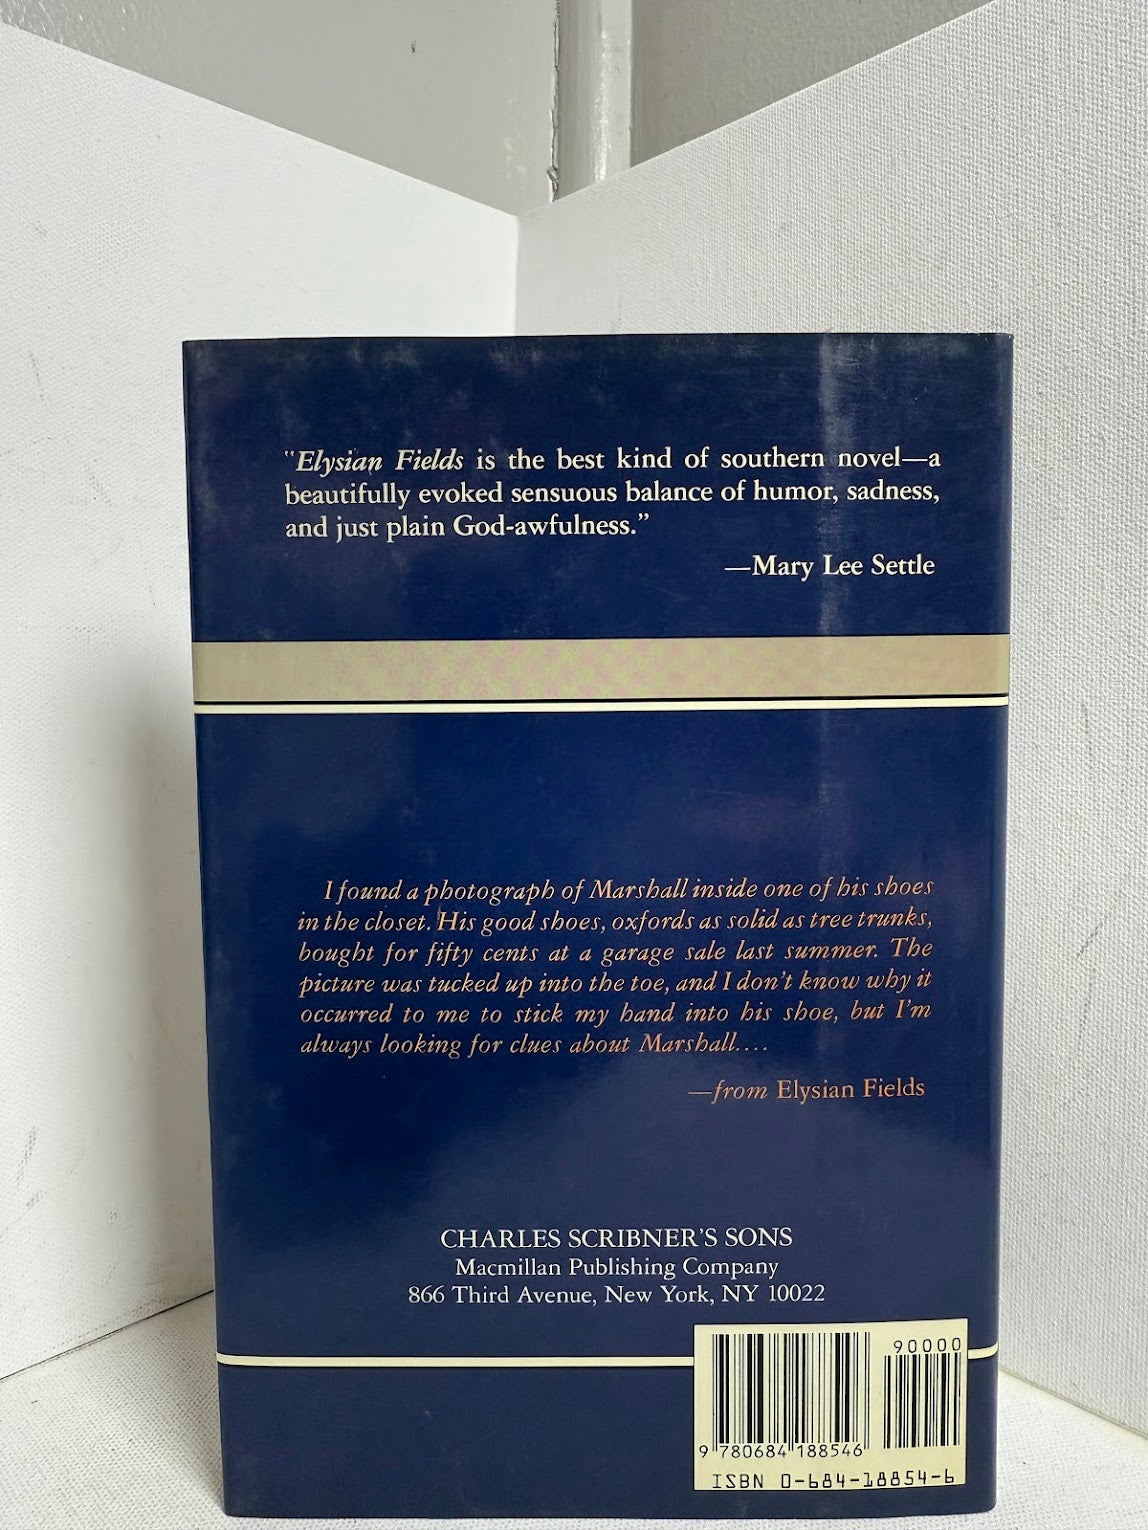 "Elysian Fields is the best kind of southern novel—a
beautifully evoked sensuous balance of humor, sadness,
and just plain God-awfulness."
—Mary Lee Settle
I found a photograph of Marshall inside one of his shoes
in the closet. His good shoes, oxfords as solid as tree trunks,
bought for fifty cents at a garage sale last summer. The
picture was tucked up into the toe, and I don't know why it
occurred to me to stick my hand into his shoe, but I'm
always looking for clues about Marshall....
—from Elysian Fields
CHARLES SCRIBNER'S SONS
Macmillan Publishing Company
866 Third Avenue, New York, NY 10022
90000
9 780684 188546
ISBN 0-684-18854-6